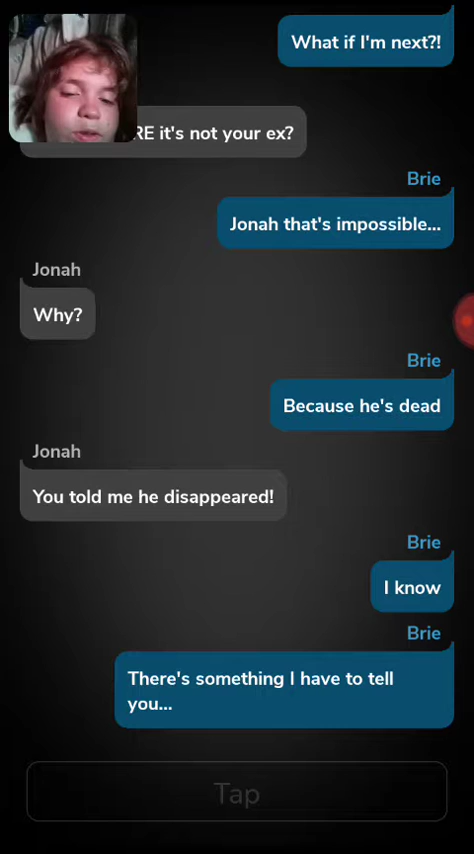 What if I'm next?!
RE it's not your ex?
Brie
Jonah that's impossible...
Jonah
Why?
Brie
Because he's dead
Jonah
You told me he disappeared!
Brie
I know
Brie
There's something I have to tell
you...
Tap